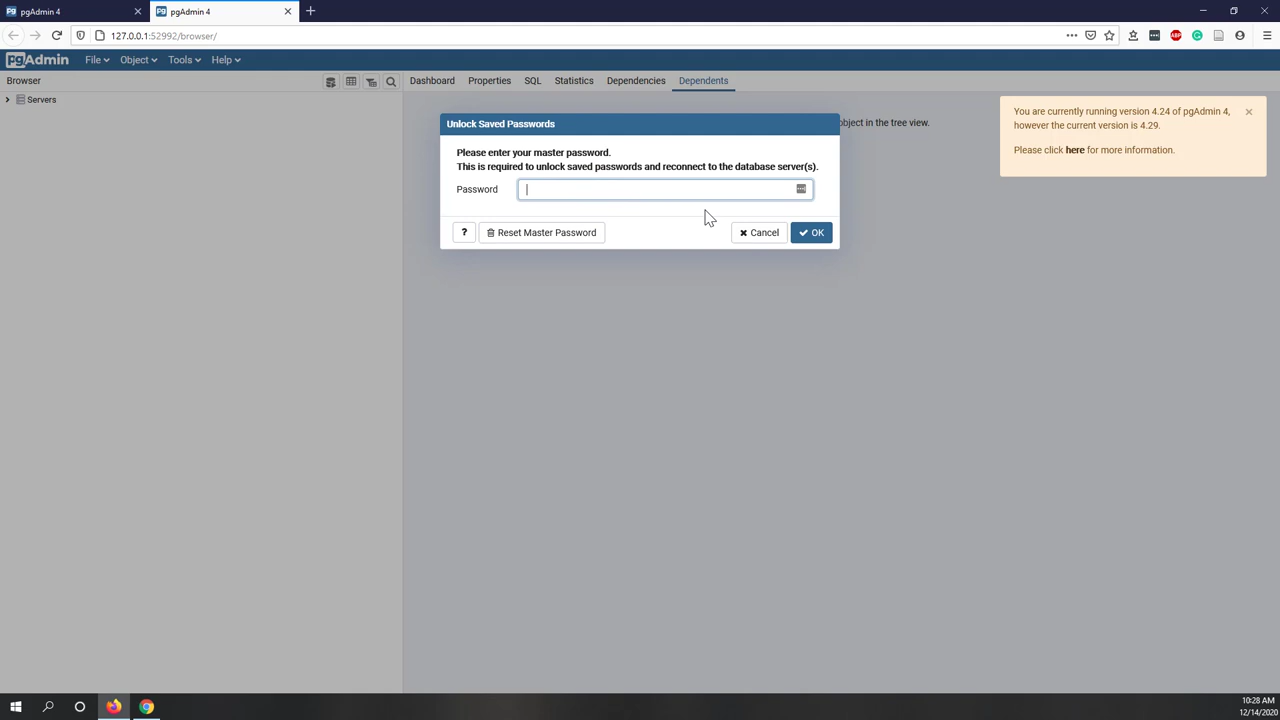 pgAdmin 4
pgAdmin 4
127.0.0.1:52992/browser/
pgAdmin File Object Tools Help
Browser
Dashboard Properties SQL Statistics Dependencies Dependents
Servers
object in the tree view.
You are currently running version 4.24 of pgAdmin 4,
however the current version is 4.29.
Please click here for more information.
Unlock Saved Passwords
Please enter your master password.
This is required to unlock saved passwords and reconnect to the database server(s).
Password
? Reset Master Password Cancel OK
10:28 AM
12/14/2020